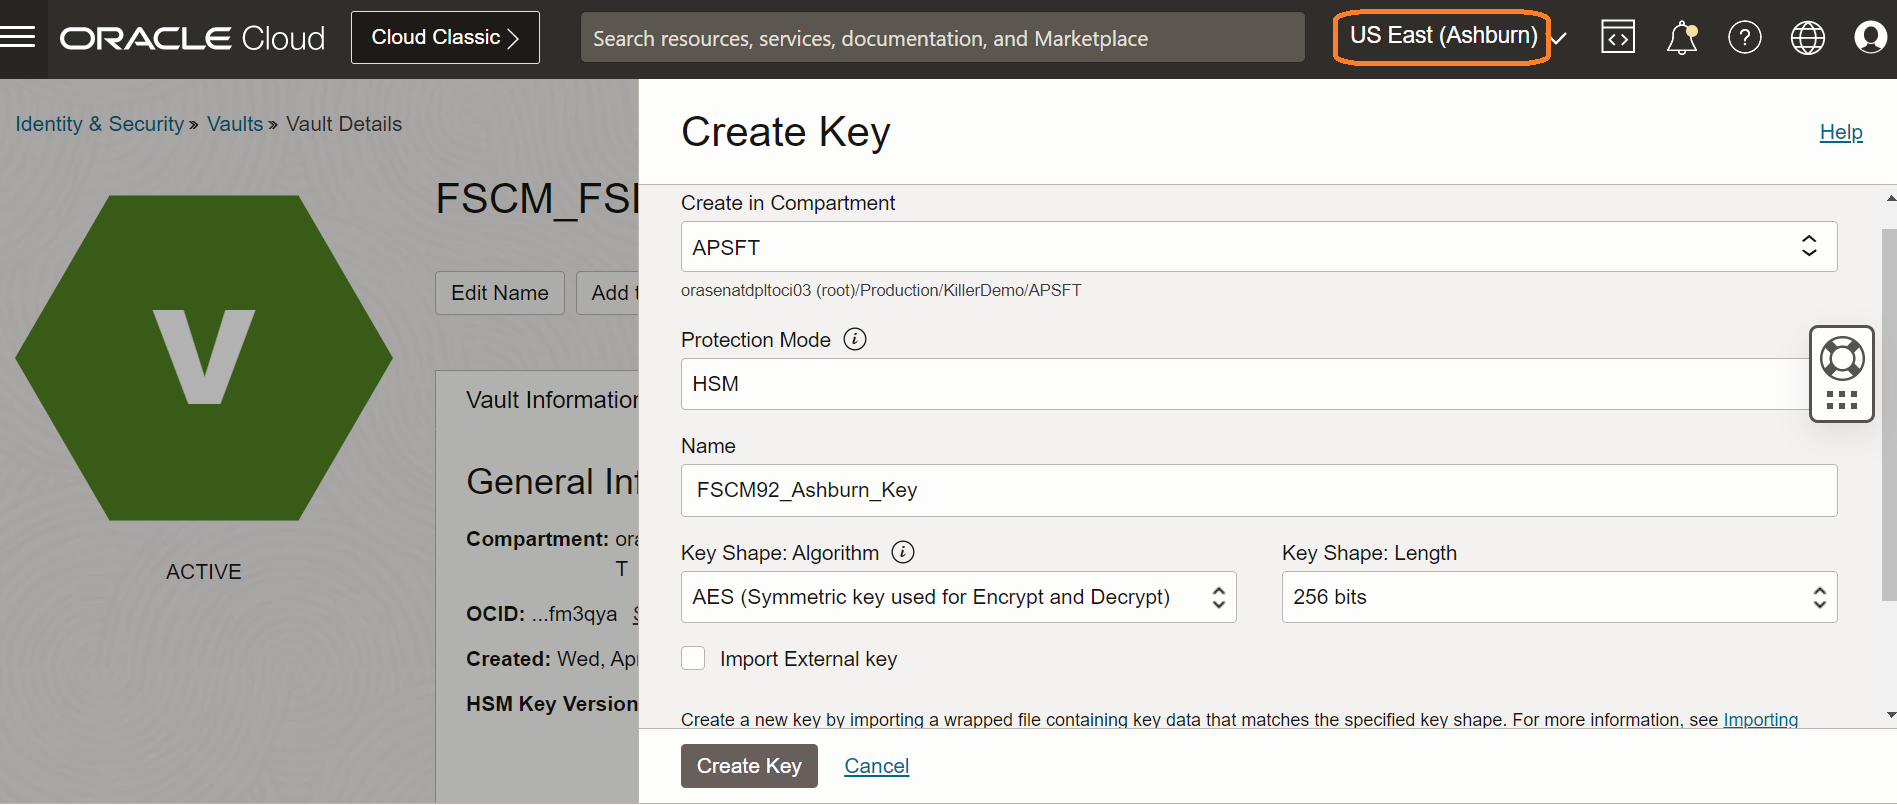 ORACLE Cloud
Cloud Classic
Search resources, services, documentation, and Marketplace
US East (Ashburn)
Identity & Security » Vaults » Vault Details
V
ACTIVE
FSCM_FS
Edit Name
Add
Vault Information
General Inf
Compartment: ora
T
OCID: ...fm3qya
Created: Wed, Apr
HSM Key Version
Create Key
Help
Create in Compartment
APSFT
orasenatdpltoci03 (root)/Production/KillerDemo/APSFT
Protection Mode
HSM
Name
FSCM92_Ashburn_Key
Key Shape: Algorithm
Key Shape: Length
AES (Symmetric key used for Encrypt and Decrypt)
256 bits
Import External key
Create a new key by importing a wrapped file containing key data that matches the specified key shape. For more information, see Importing
Create Key
Cancel